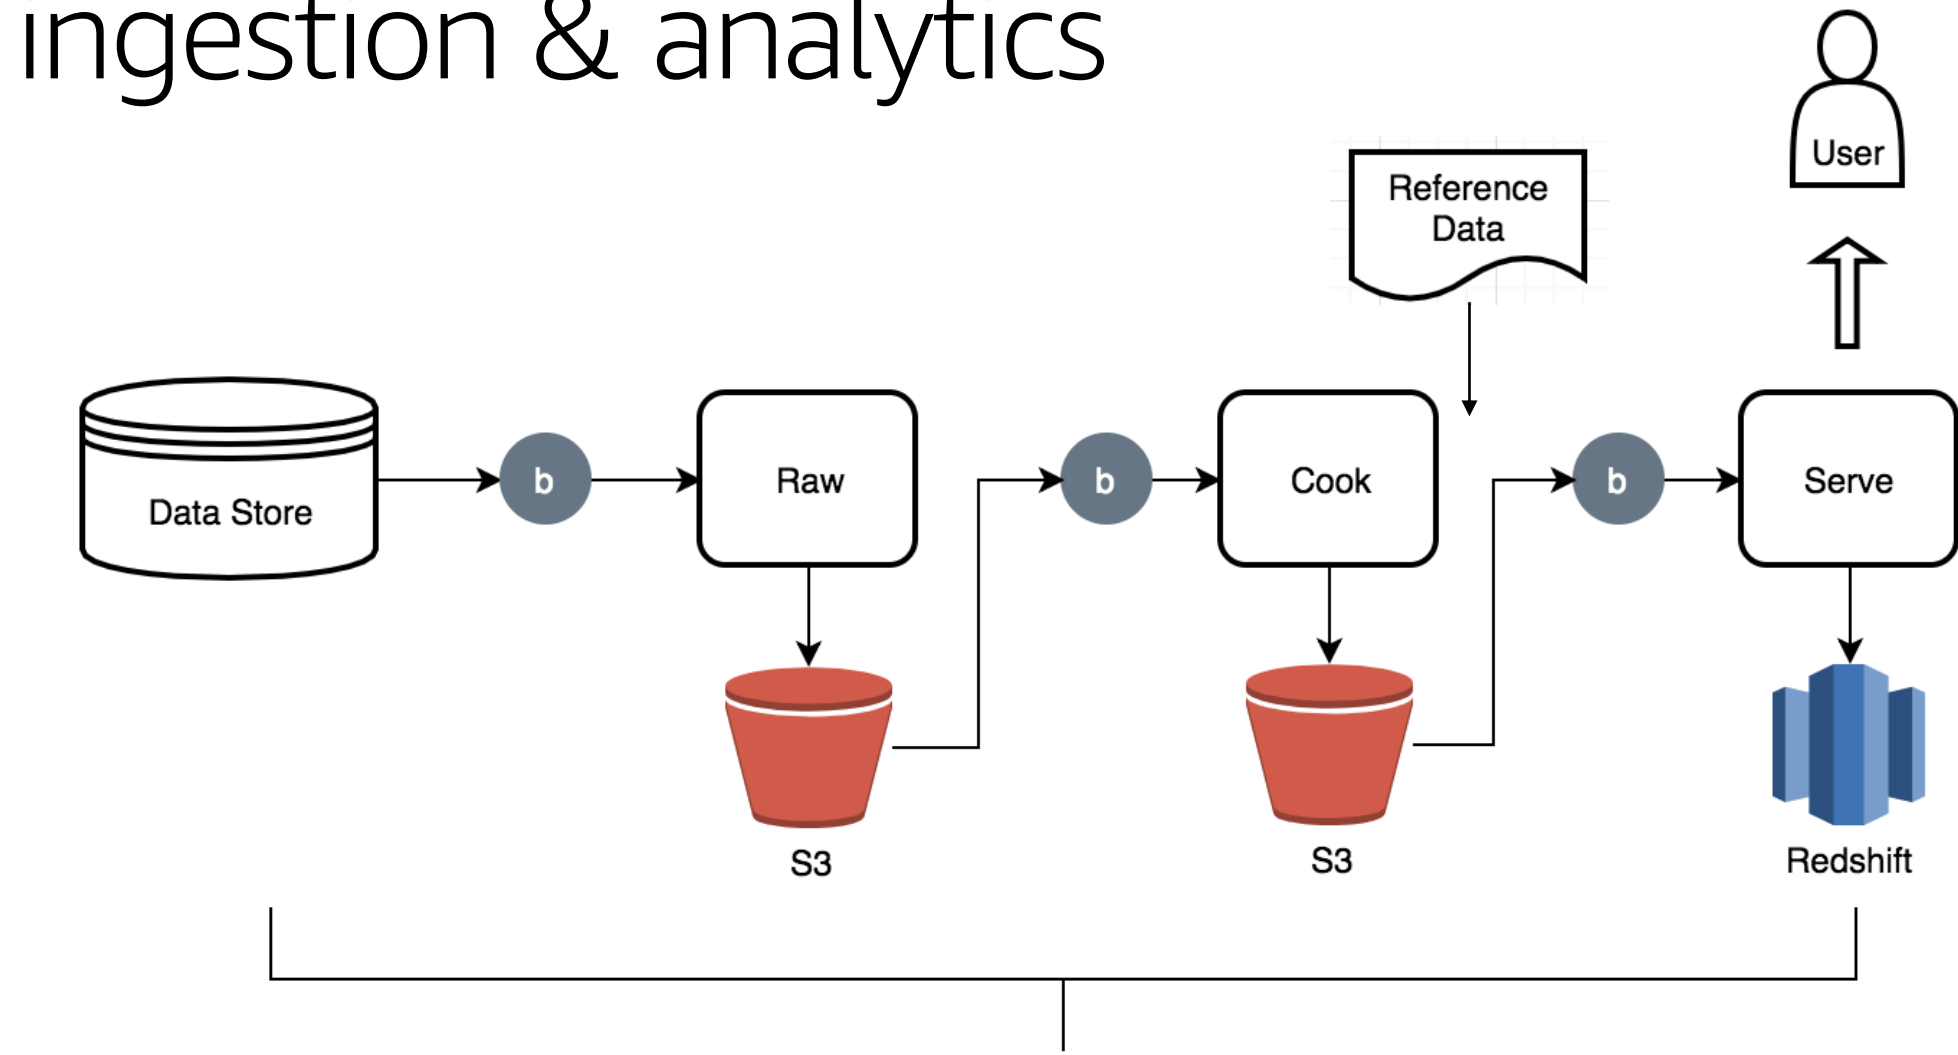 ingestion & analytics
User
Reference
Data
Data Store
b
Raw
b
Cook
b
Serve
S3
S3
Redshift